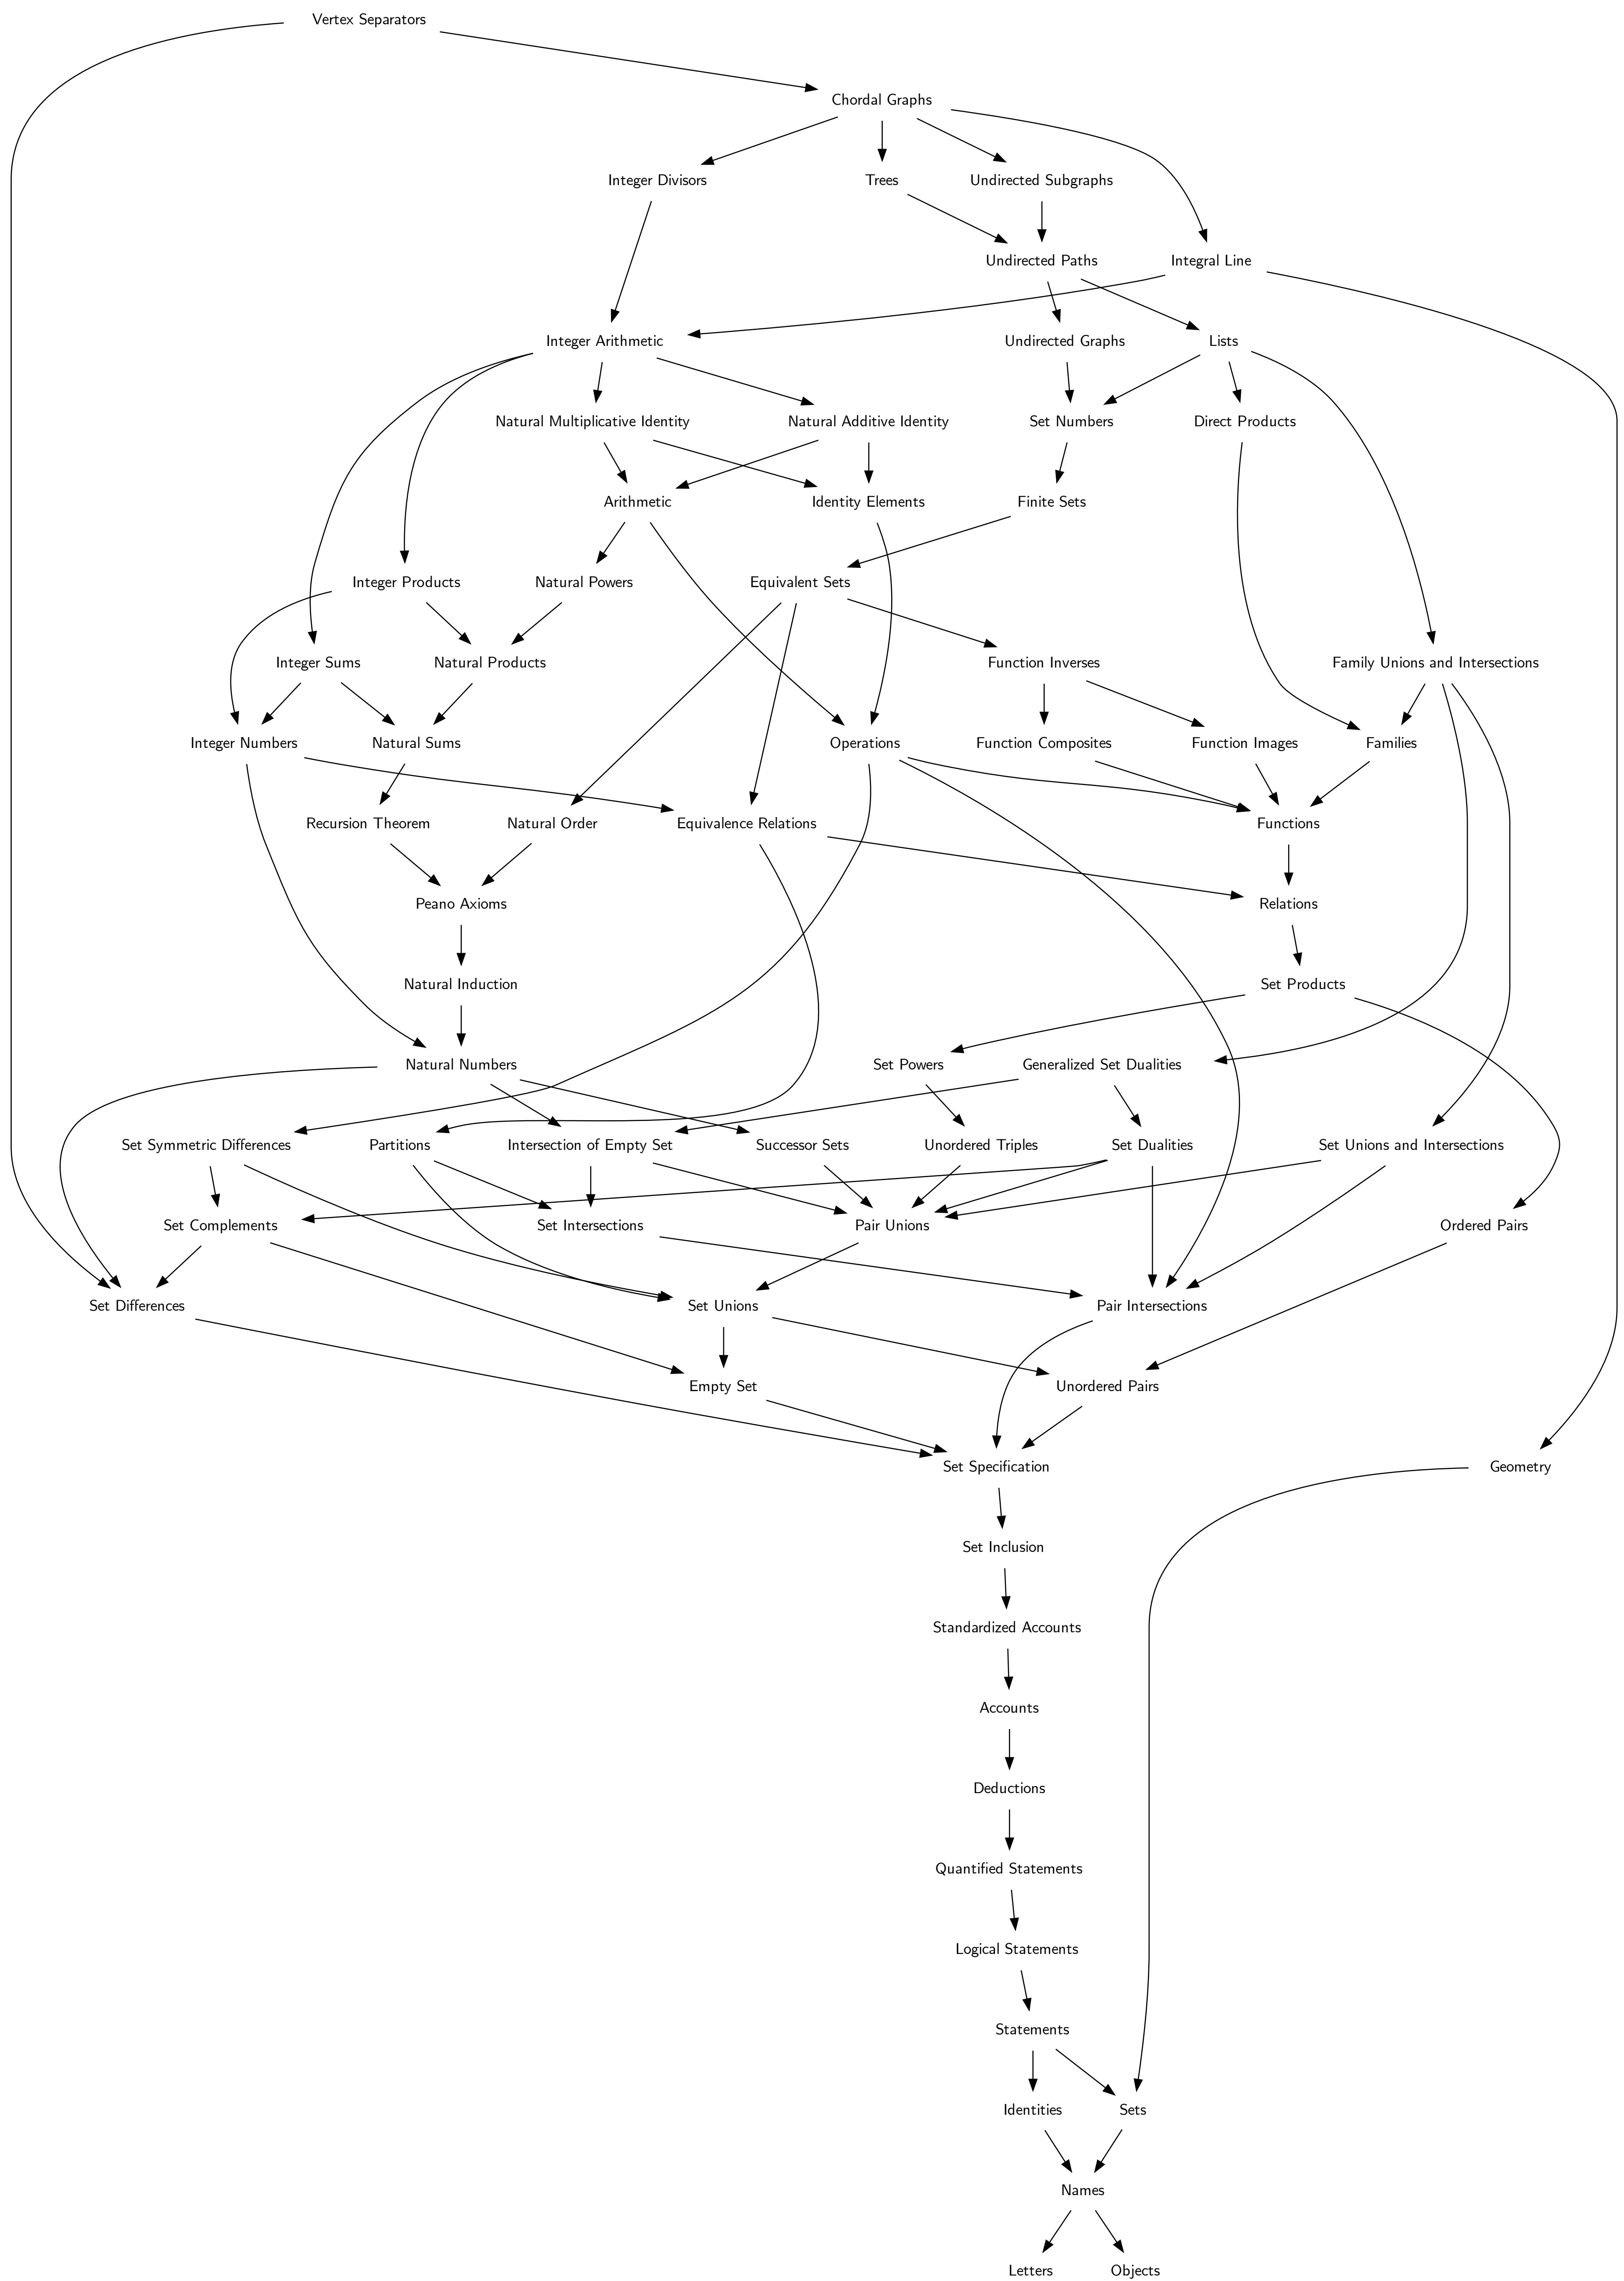 Vertex Separators
Chordal Graphs
Integer Divisors
Trees
Undirected Subgraphs
Undirected Paths
Integral Line
Integer Arithmetic
Undirected Graphs
Lists
Natural Multiplicative Identity
Natural Additive Identity
Set Numbers
Direct Products
Arithmetic
Identity Elements
Finite Sets
Integer Products
Natural Powers
Equivalent Sets
Integer Sums
Natural Products
Function Inverses
Family Unions and Intersections
Integer Numbers
Natural Sums
Operations
Function Composites
Function Images
Families
Recursion Theorem
Natural Order
Equivalence Relations
Functions
Peano Axioms
Relations
Natural Induction
Set Products
Natural Numbers
Set Powers
Generalized Set Dualities
Set Symmetric Differences
Partitions
Intersection of Empty Set
Successor Sets
Unordered Triples
Set Dualities
Set Unions and Intersections
Set Complements
Set Intersections
Pair Unions
Ordered Pairs
Set Differences
Set Unions
Pair Intersections
Empty Set
Unordered Pairs
Set Specification
Geometry
Set Inclusion
Standardized Accounts
Accounts
Deductions
Quantified Statements
Logical Statements
Statements
Identities
Sets
Names
Letters
Objects